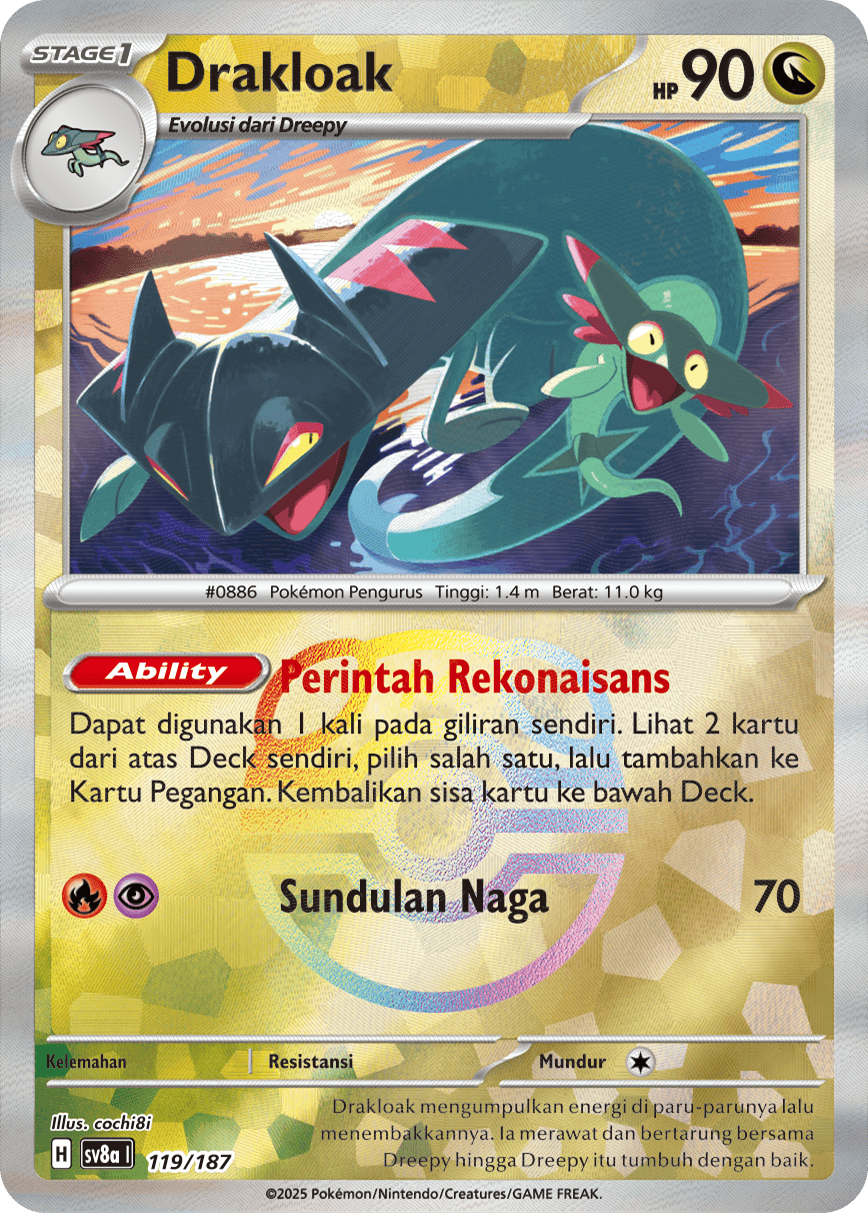 STAGE1
Drakloak
HP 90
Evolusi dari Dreepy
#0886 Pokémon Pengurus Tinggi: 1.4 m Berat: 11.0 kg
Ability Perintah Rekonaisans
Dapat digunakan 1 kali pada giliran sendiri. Lihat 2 kartu
dari atas Deck sendiri, pilih salah satu, lalu tambahkan ke
Kartu Pegangan. Kembalikan sisa kartu ke bawah Deck.
Sundulan Naga 70
Kelemahan Resistansi Mundur
Illus. cochi8i
Drakloak mengumpulkan energi di paru-parunya lalu
menembakkannya. Ia merawat dan bertarung bersama
Dreepy hingga Dreepy itu tumbuh dengan baik.
H sv8a I 119/187
©2025 Pokémon/Nintendo/Creatures/GAME FREAK.